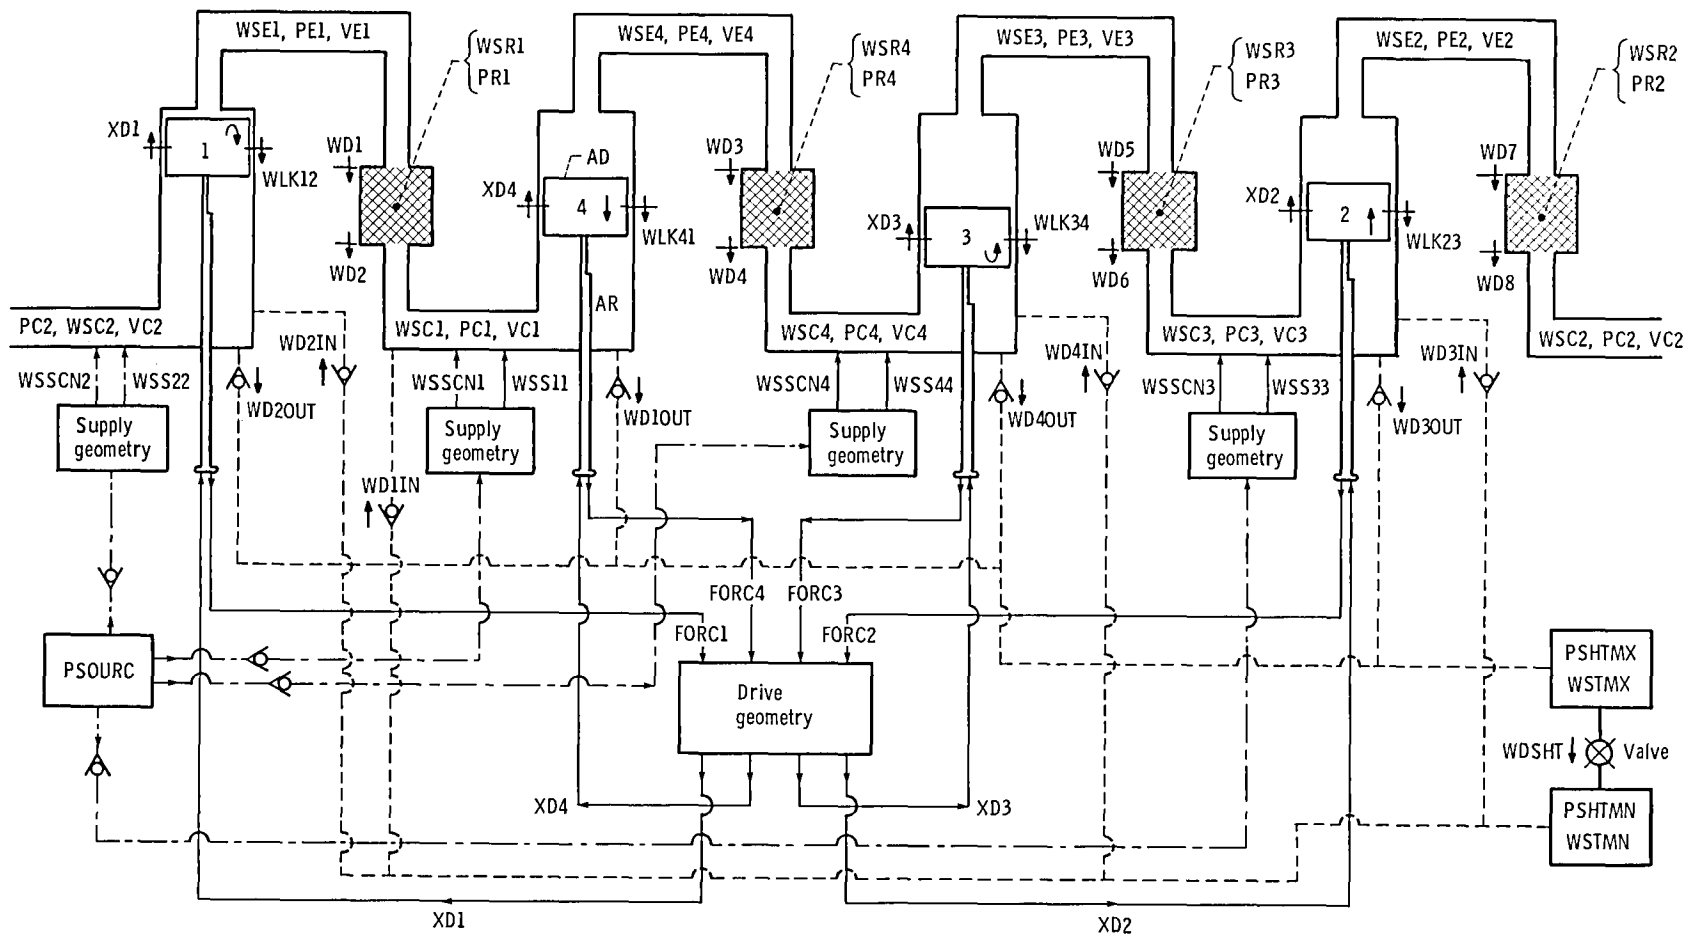 WSE1, PE1, VE1
WSR1
PR1
WSE4, PE4, VE4
WSR4
PR4
WSE3, PE3, VE3
WSR3
PR3
WSE2, PE2, VE2
WSR2
PR2
XD1
1
WLK12
WD1
WD2
AD
XD4
4
WLK41
AR
WD3
WD4
XD3
3
WLK34
WD5
WD6
XD2
2
WLK23
WD7
WD8
PC2, WSC2, VC2
WSC1, PC1, VC1
WSC4, PC4, VC4
WSC3, PC3, VC3
WSC2, PC2, VC2
WSSCN2
WSS22
WD2OUT
WD2IN
WSSCN1
WSS11
WD1OUT
WSSCN4
WSS44
WD4OUT
WD4IN
WSSCN3
WSS33
WD3OUT
WD3IN
Supply
geometry
Supply
geometry
Supply
geometry
Supply
geometry
WD1IN
FORC4
FORC3
FORC1
FORC2
PSOURC
Drive
geometry
PSHTMX
WSTMX
WDSHT
Valve
PSHTMN
WSTMN
XD4
XD3
XD1
XD2